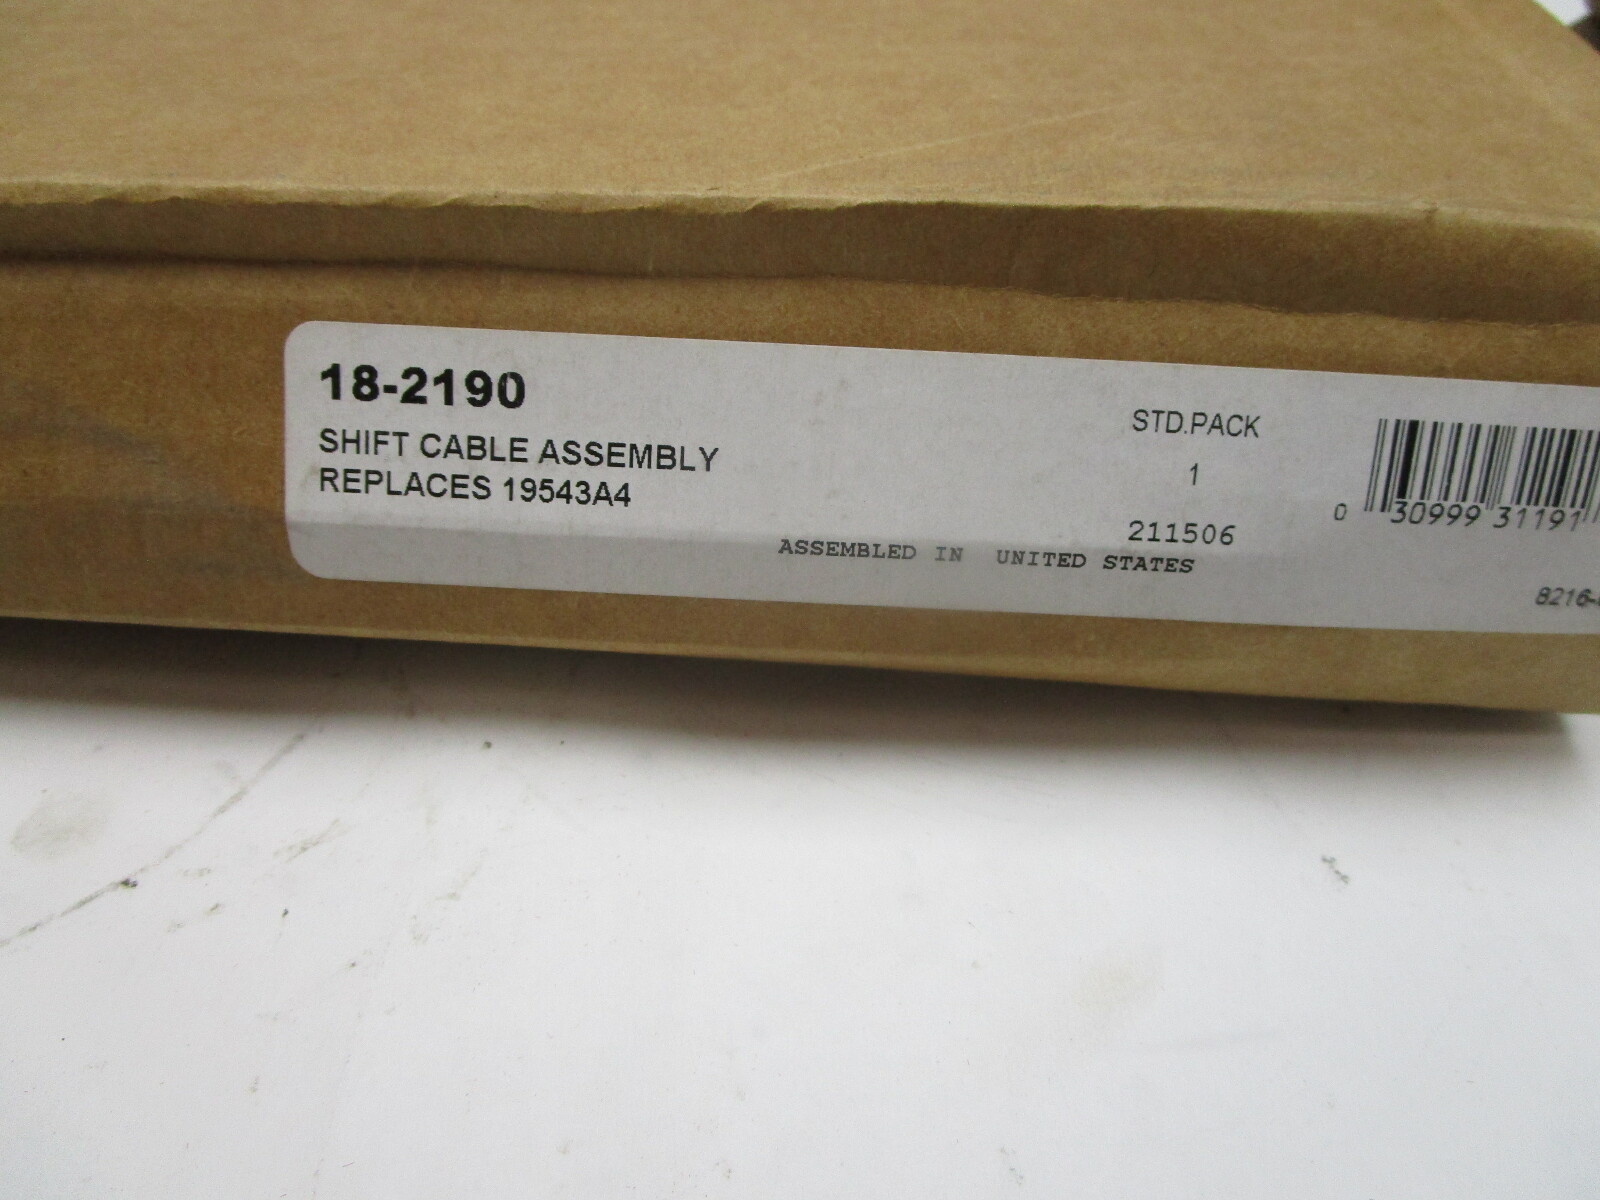 18-2190
SHIFT CABLE ASSEMBLY
REPLACES 19543A4
STD.PACK
1
211506
ASSEMBLED IN UNITED STATES
0 30999 31191